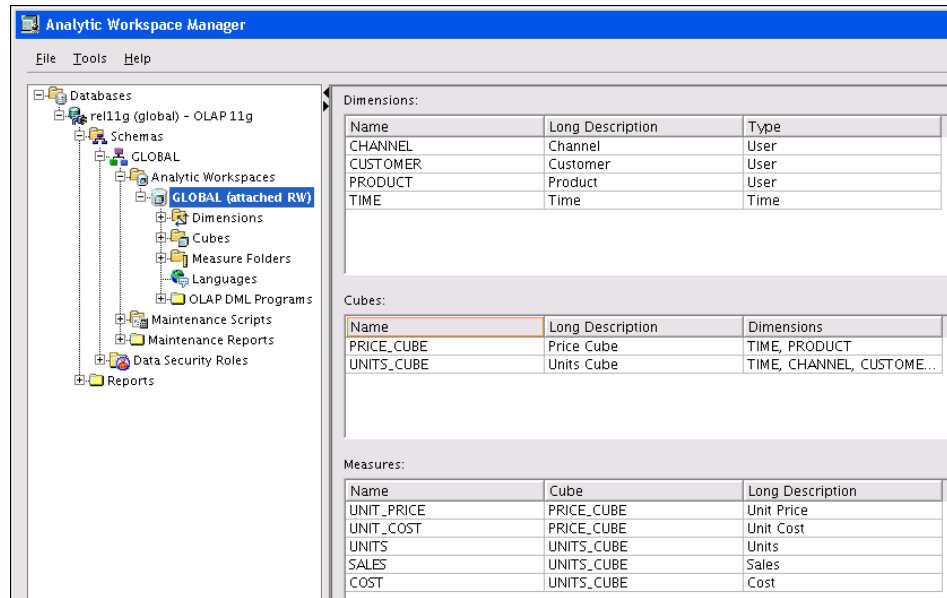 Analytic Workspace Manager
File Tools Help
Databases
rel11g (global) - OLAP 11g
Schemas
GLOBAL
Analytic Workspaces
GLOBAL (attached RW)
Dimensions
Cubes
Measure Folders
Languages
OLAP DML Programs
Maintenance Scripts
Maintenance Reports
Data Security Roles
Reports
Dimensions:
Name Long Description Type
CHANNEL Channel User
CUSTOMER Customer User
PRODUCT Product User
TIME Time Time
Cubes:
Name Long Description Dimensions
PRICE_CUBE Price Cube TIME, PRODUCT
UNITS_CUBE Units Cube TIME, CHANNEL, CUSTOME...
Measures:
Name Cube Long Description
UNIT_PRICE PRICE_CUBE Unit Price
UNIT_COST PRICE_CUBE Unit Cost
UNITS UNITS_CUBE Units
SALES UNITS_CUBE Sales
COST UNITS_CUBE Cost